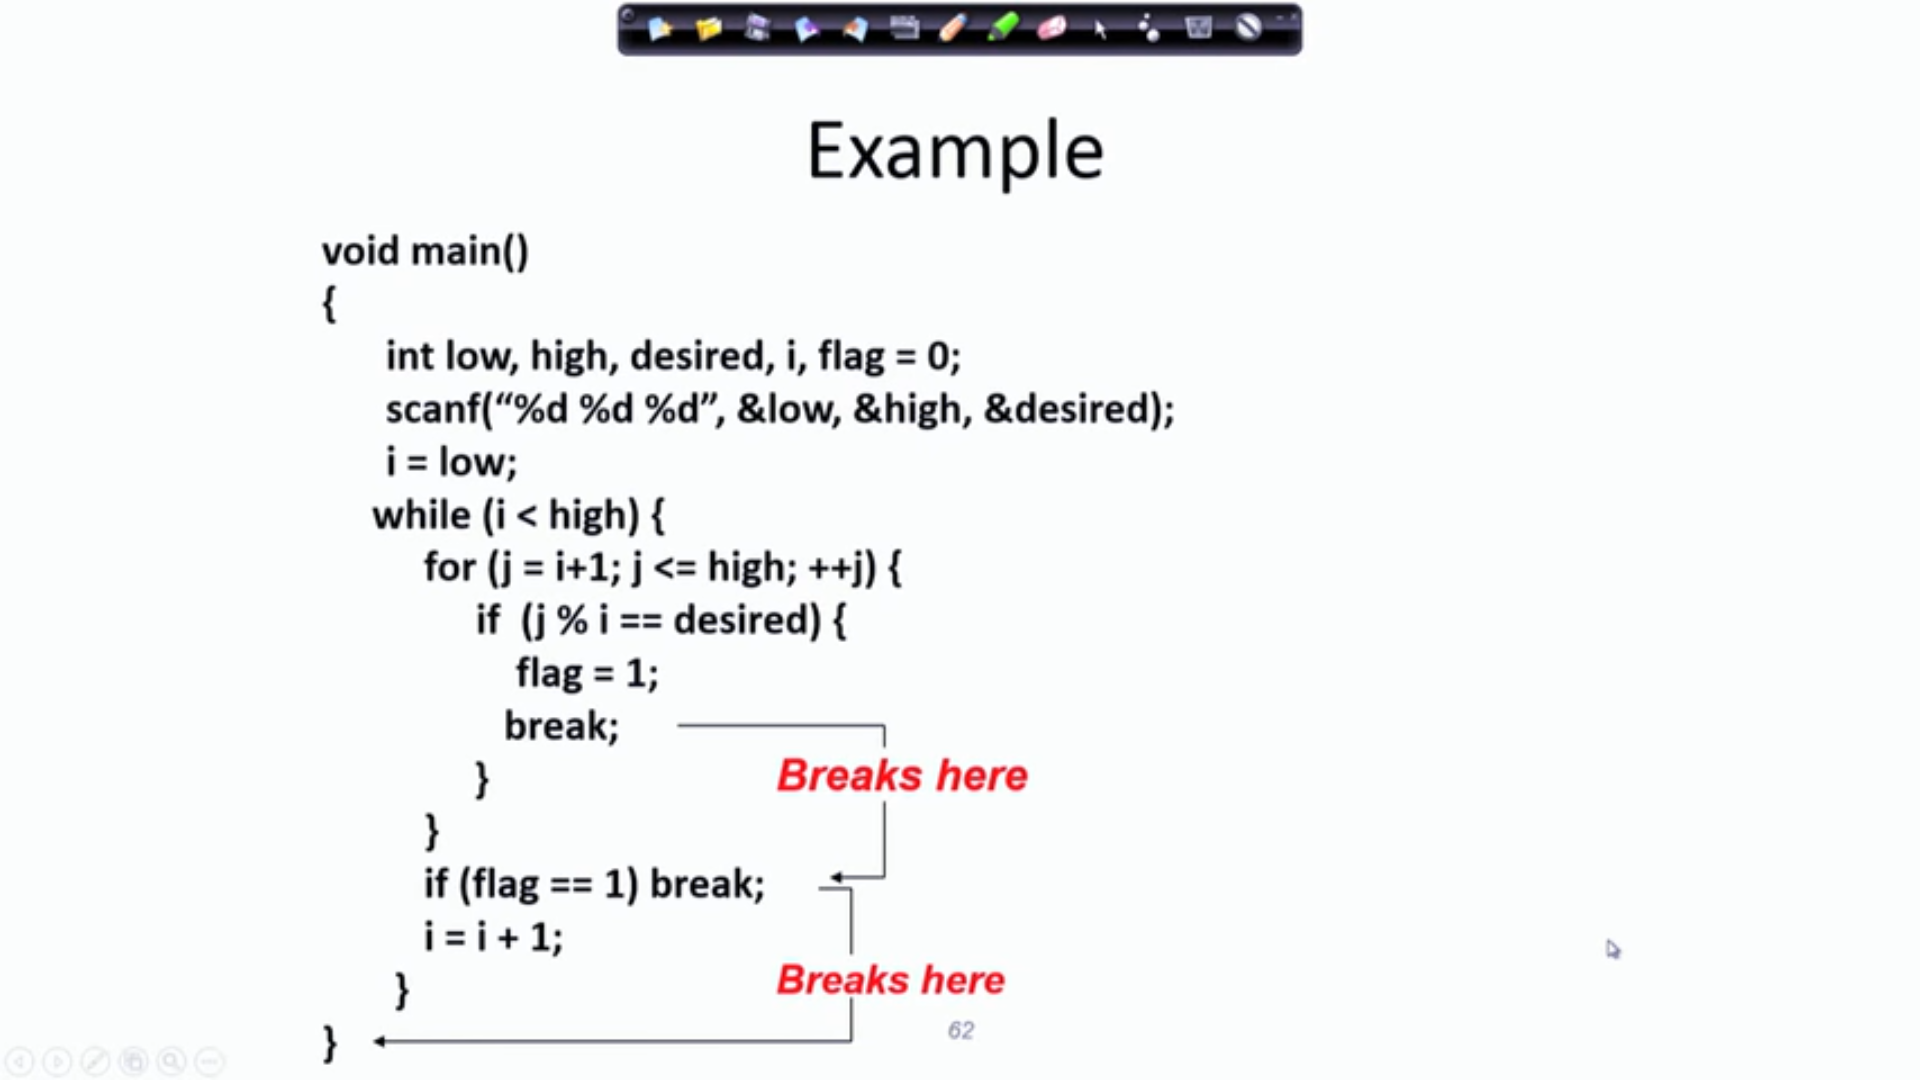 Example
void main()
{
int low, high, desired, i, flag = 0;
scanf(“%d %d %d”, &low, &high, &desired);
i = low;
while (i < high) {
for (j = i+1; j <= high; ++j) {
if (j % i == desired) {
flag = 1;
break;
}
Breaks here
}
if (flag == 1) break;
i = i + 1;
}
Breaks here
62
}